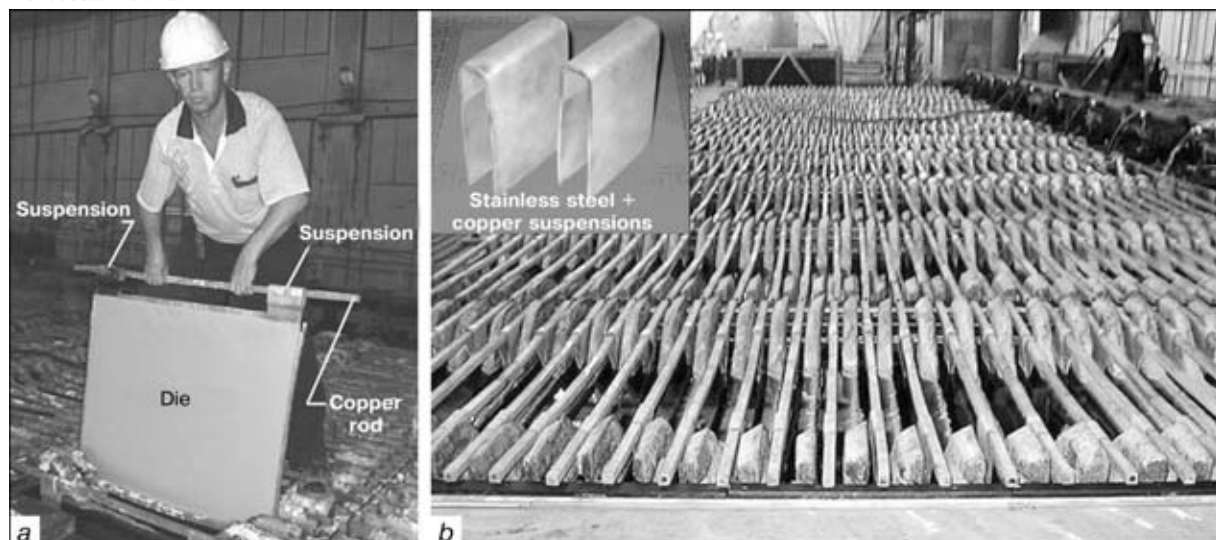 Suspension
Suspension
Die
Copper
rod
a
Stainless steel +
copper suspensions
b